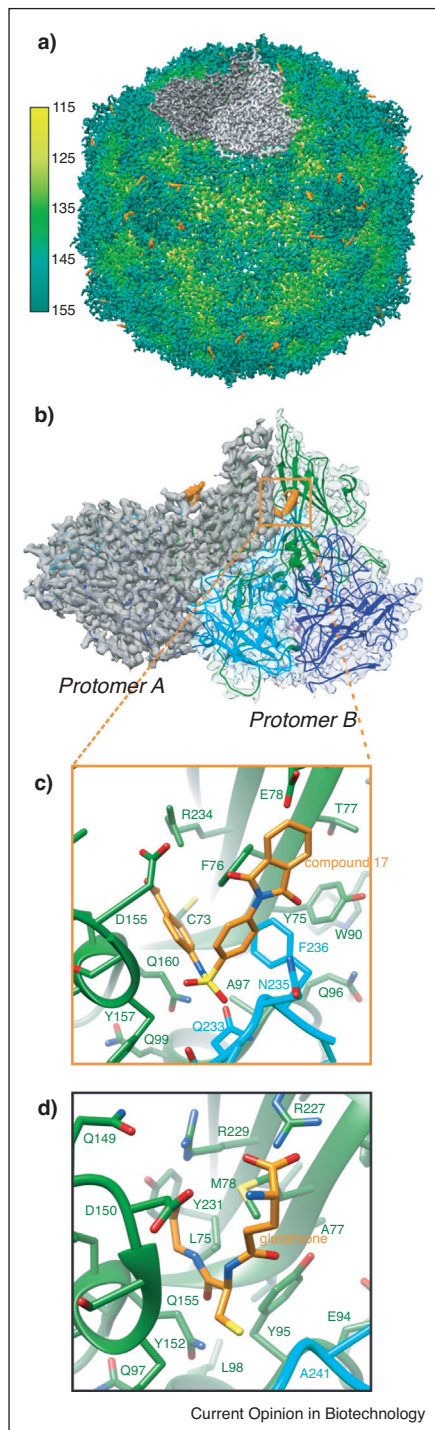 a)
115
125
135
145
155
b)
Protomer A
Protomer B
c)
E78
R234
T77
F76
compound 17
D155
C73
Y75
W90
F236
Q160
A97
N235
Q96
Y157
Q233
Q99
d)
R227
Q149
R229
M78
D150
Y231
A77
L75
glutathione
Q155
E94
Y152
Y95
Q97
L98
A241
Current Opinion in Biotechnology